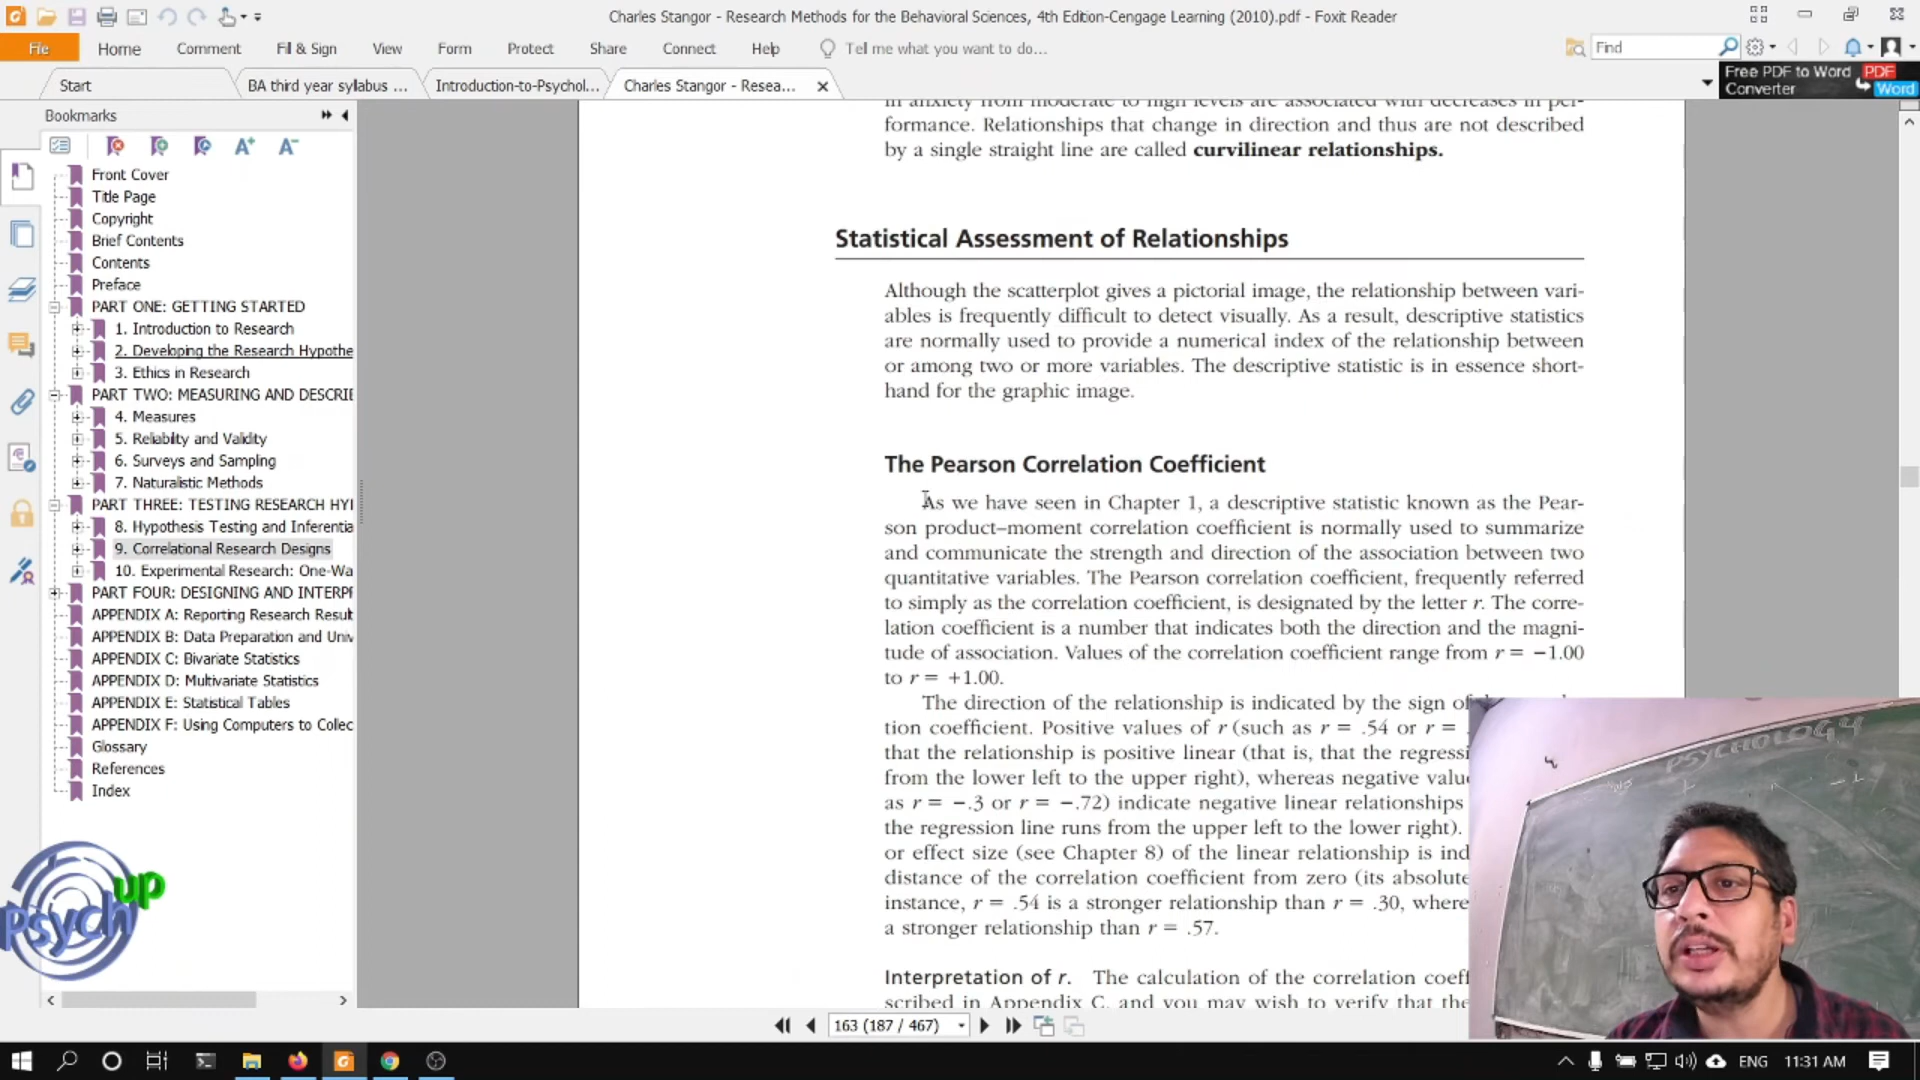 Charles Stangor - Research Methods for the Behavioral Sciences, 4th Edition-Cengage Learning (2010).pdf - Foxit Reader
File Home Comment Fill & Sign View Form Protect Share Connect Help Tell me what you want to do... Find
Start BA third year syllabus ... Introduction-to-Psychol... Charles Stangor - Resea...
Free PDF to Word Converter PDF Word
Bookmarks
Front Cover
Title Page
Copyright
Brief Contents
Contents
Preface
PART ONE: GETTING STARTED
1. Introduction to Research
2. Developing the Research Hypothe
3. Ethics in Research
PART TWO: MEASURING AND DESCRIE
4. Measures
5. Reliablity and Validity
6. Surveys and Sampling
7. Naturalistic Methods
PART THREE: TESTING RESEARCH HYI
8. Hypothesis Testing and Inferentia
9. Correlational Research Designs
10. Experimental Research: One-Wa
PART FOUR: DESIGNING AND INTERPI
APPENDIX A: Reporting Research Result
APPENDIX B: Data Preparation and Univ
APPENDIX C: Bivariate Statistics
APPENDIX D: Multivariate Statistics
APPENDIX E: Statistical Tables
APPENDIX F: Using Computers to Collec
Glossary
References
Index
Psych up
in anxiety from moderate to high levels are associated with decreases in per-
formance. Relationships that change in direction and thus are not described
by a single straight line are called curvilinear relationships.
Statistical Assessment of Relationships
Although the scatterplot gives a pictorial image, the relationship between vari-
ables is frequently difficult to detect visually. As a result, descriptive statistics
are normally used to provide a numerical index of the relationship between
or among two or more variables. The descriptive statistic is in essence short-
hand for the graphic image.
The Pearson Correlation Coefficient
As we have seen in Chapter 1, a descriptive statistic known as the Pear-
son product–moment correlation coefficient is normally used to summarize
and communicate the strength and direction of the association between two
quantitative variables. The Pearson correlation coefficient, frequently referred
to simply as the correlation coefficient, is designated by the letter r. The corre-
lation coefficient is a number that indicates both the direction and the magni-
tude of association. Values of the correlation coefficient range from r = −1.00
to r = +1.00.
The direction of the relationship is indicated by the sign of
tion coefficient. Positive values of r (such as r = .54 or r =
that the relationship is positive linear (that is, that the regressi
from the lower left to the upper right), whereas negative valu
as r = −.3 or r = −.72) indicate negative linear relationships
the regression line runs from the upper left to the lower right).
or effect size (see Chapter 8) of the linear relationship is ind
distance of the correlation coefficient from zero (its absolute
instance, r = .54 is a stronger relationship than r = .30, where
a stronger relationship than r = .57.
Interpretation of r. The calculation of the correlation coeff
scribed in Appendix C, and you may wish to verify that the
PSYCHOLOGY
163 (187 / 467)
ENG 11:31 AM